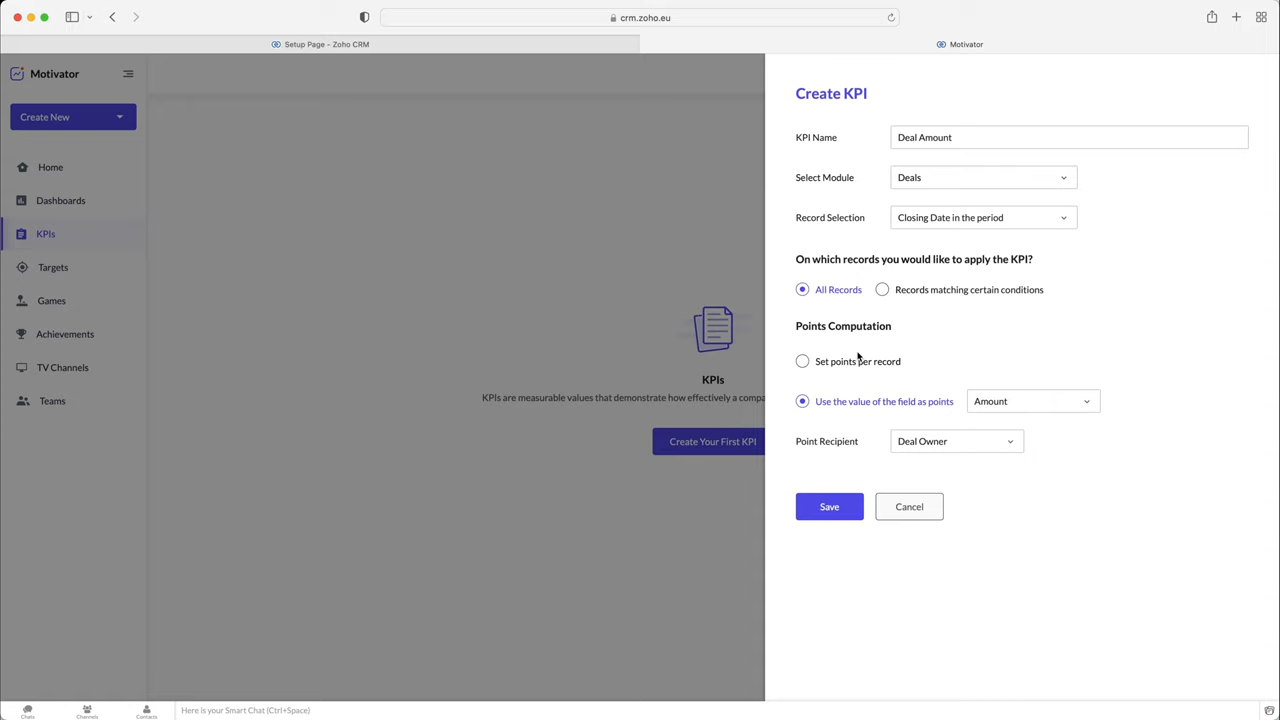 crm.zoho.eu
Setup Page - Zoho CRM
Motivator
Motivator
Create New
Home
Dashboards
KPIs
Targets
Games
Achievements
TV Channels
Teams
KPIs
KPIs are measurable values that demonstrate how effectively a compa
Create Your First KPI
Create KPI
KPI Name
Deal Amount
Select Module
Deals
Record Selection
Closing Date in the period
On which records you would like to apply the KPI?
All Records
Records matching certain conditions
Points Computation
Set points per record
Use the value of the field as points
Amount
Point Recipient
Deal Owner
Save
Cancel
Chats
Channels
Contacts
Here is your Smart Chat (Ctrl+Space)